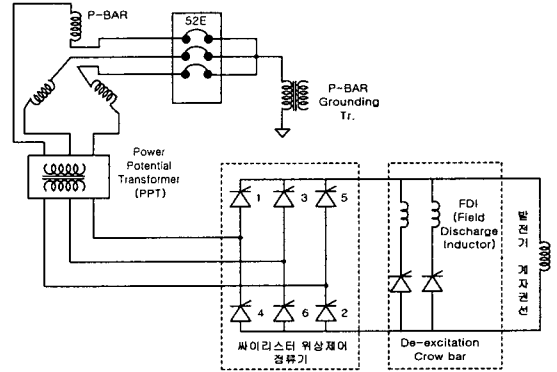 P-BAR
52E
P-BAR
Grounding
Tr.
Power
Potential
Transformer
(PPT)
1
3
5
4
6
2
싸이리스터 위상제어
정류기
FDI
(Field
Discharge
Inductor)
De-excitation
Crow bar
발전기 계자권선